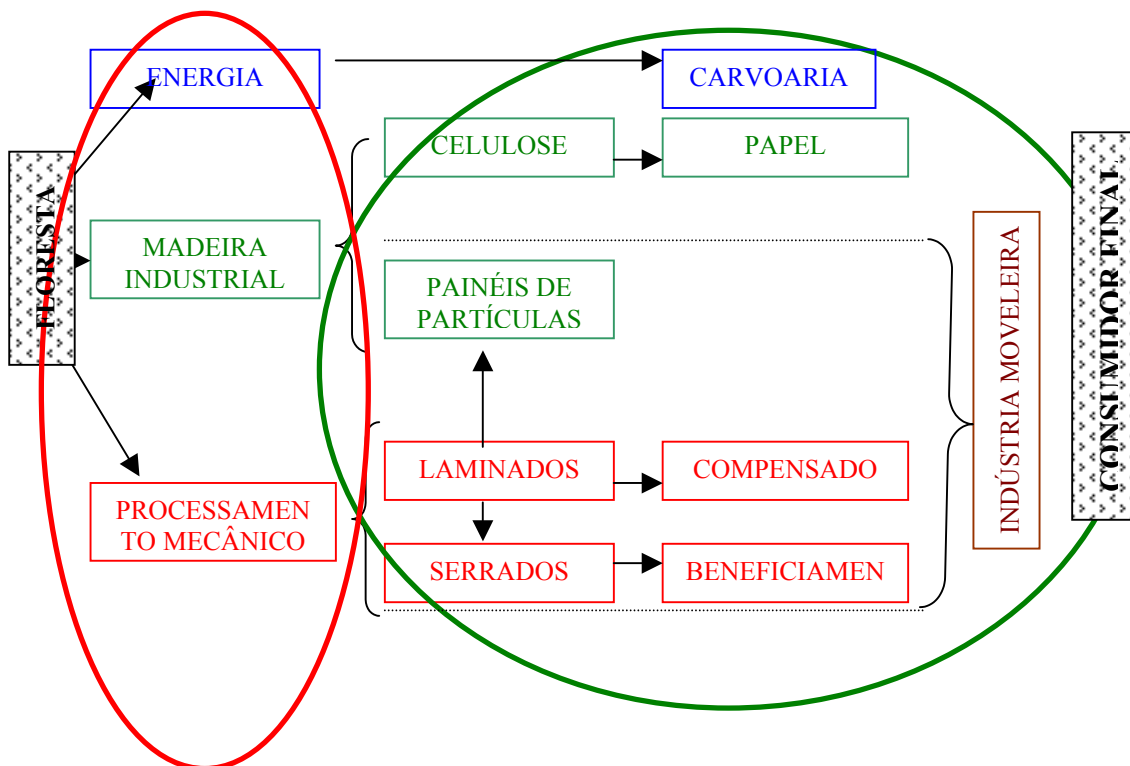 FLORESTA
ENERGIA
CARVOARIA
CELULOSE
PAPEL
MADEIRA
INDUSTRIAL
PAINÉIS DE
PARTÍCULAS
LAMINADOS
COMPENSADO
PROCESSAMEN
TO MECÂNICO
SERRADOS
BENEFICIAMEN
INDÚSTRIA MOVELEIRA
CONSUMIDOR FINAL